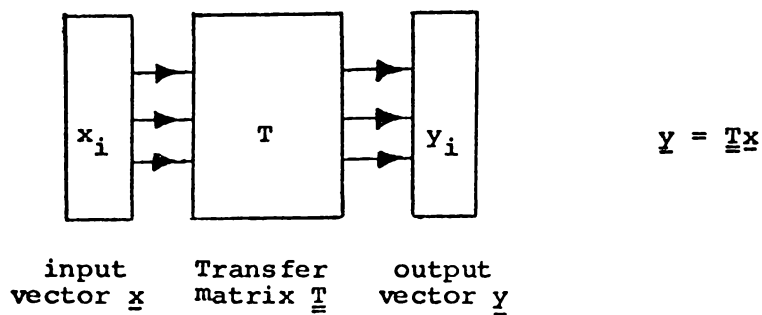 x_i
T
y_i
y = Tx
input vector x
Transfer matrix T
output vector y